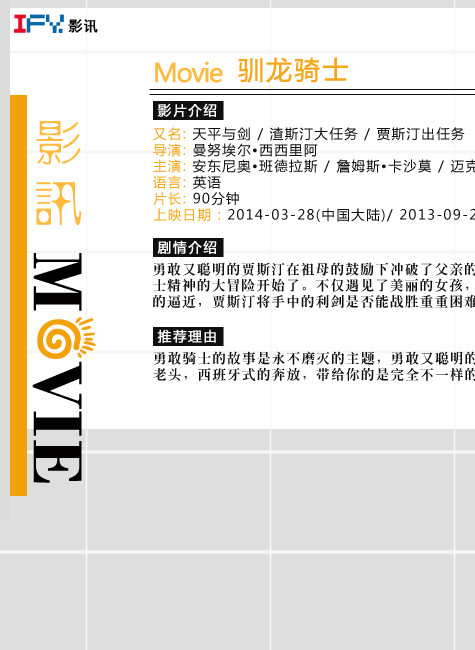 IFY. 影讯
Movie 驯龙骑士
影片介绍
又名: 天平与剑 / 渣斯汀大任务 / 贾斯汀出任务
导演: 曼努埃尔•西西里阿
主演: 安东尼奥•班德拉斯 / 詹姆斯•卡沙莫 / 迈克
语言: 英语
片长: 90分钟
上映日期 : 2014-03-28(中国大陆)/ 2013-09-2
影訊
MOVIE
剧情介绍
勇敢又聪明的贾斯汀在祖母的鼓励下冲破了父亲的
士精神的大冒险开始了。不仅遇见了美丽的女孩,
的逼近, 贾斯汀将手中的利剑是否能战胜重重困难
推荐理由
勇敢骑士的故事是永不磨灭的主题, 勇敢又聪明的
老头, 西班牙式的奔放, 带给你的是完全不一样的